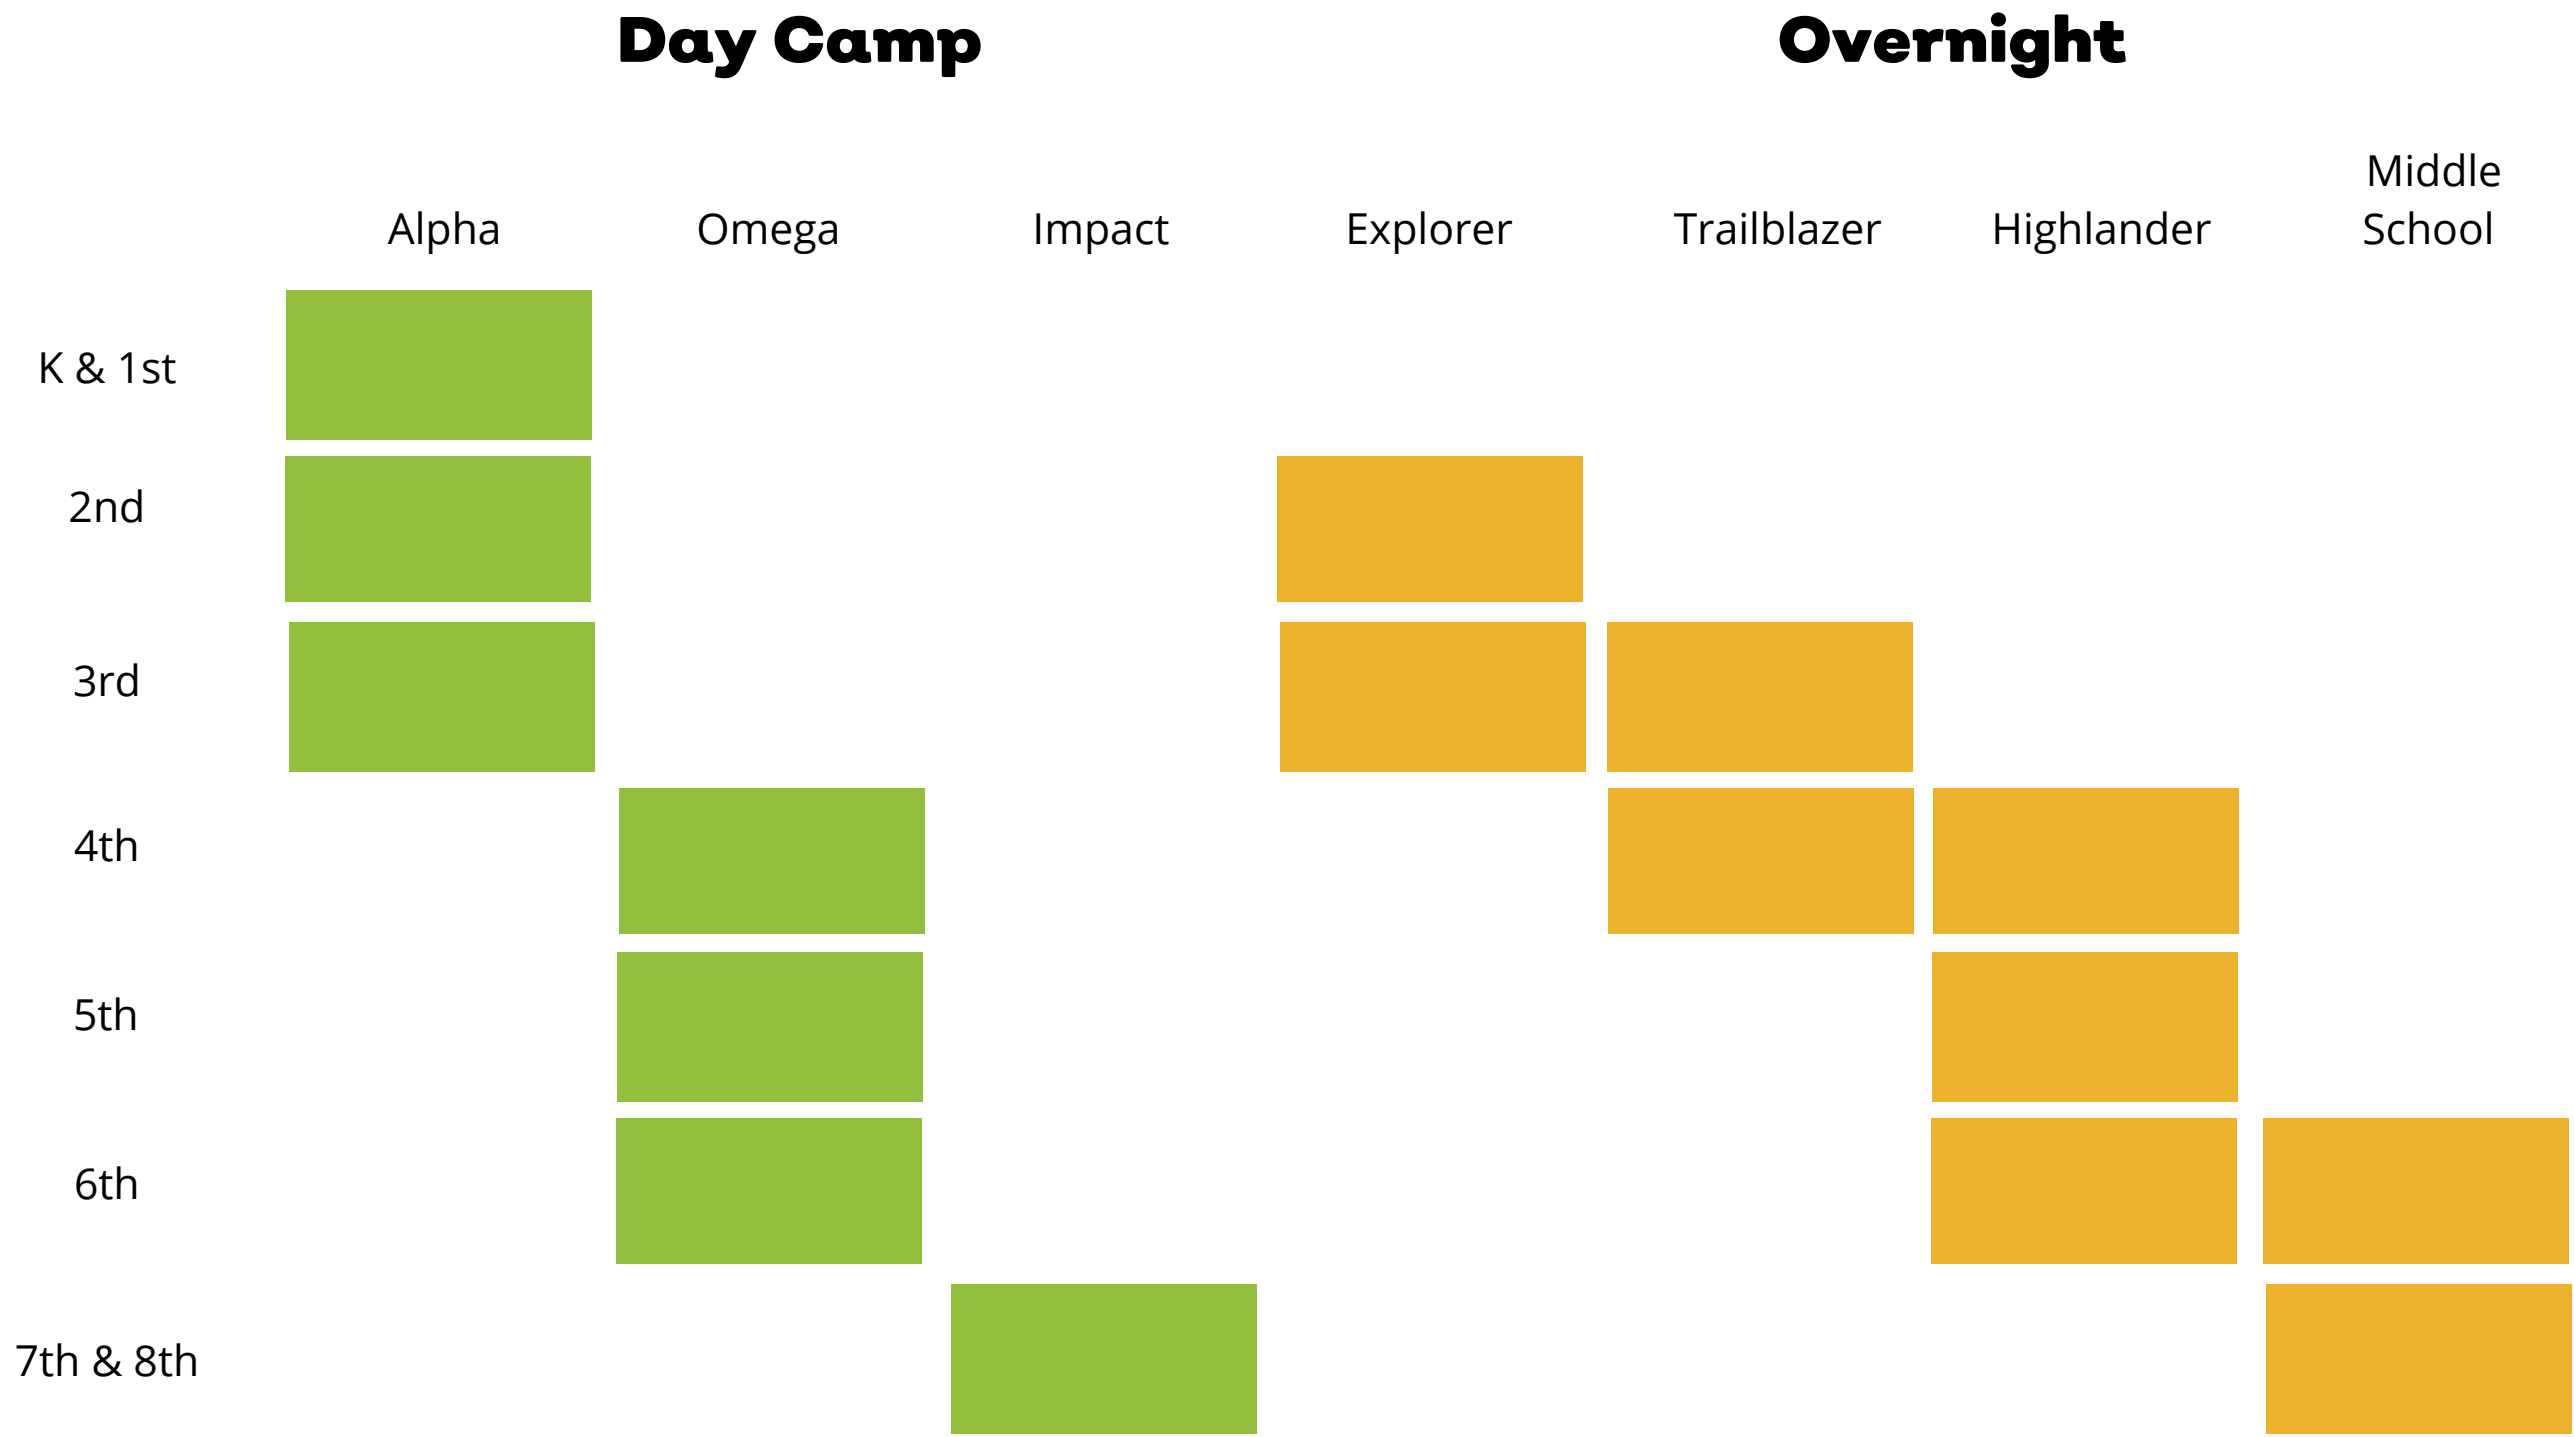 Day Camp
Overnight
Alpha
Omega
Impact
Explorer
Trailblazer
Highlander
Middle
School
K & 1st
2nd
3rd
4th
5th
6th
7th & 8th